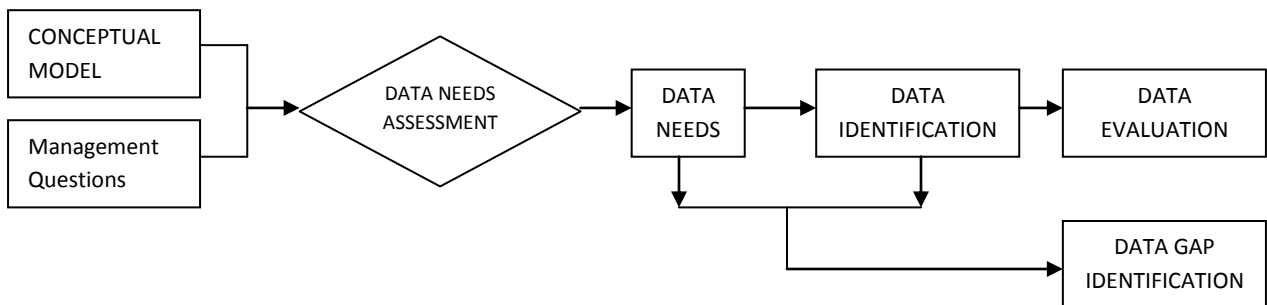 CONCEPTUAL
MODEL
Management
Questions
DATA NEEDS
ASSESSMENT
DATA
NEEDS
DATA
IDENTIFICATION
DATA
EVALUATION
DATA GAP
IDENTIFICATION